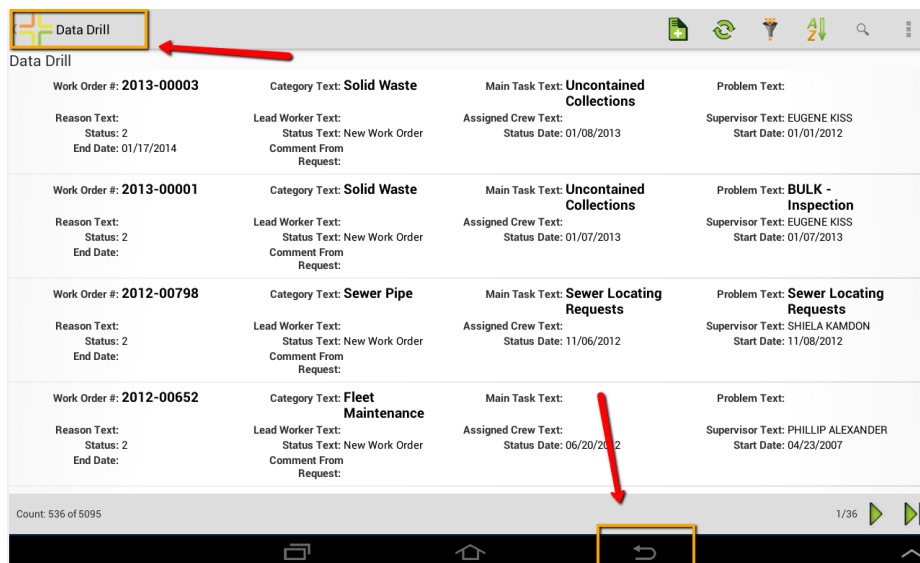 Data Drill
Data Drill
Work Order #: 2013-00003 Category Text: Solid Waste Main Task Text: Uncontained Problem Text:
Collections
Reason Text: Lead Worker Text: Assigned Crew Text: Supervisor Text: EUGENE KISS
Status: 2 Status Text: New Work Order Status Date: 01/08/2013 Start Date: 01/01/2012
End Date: 01/17/2014 Comment From
Request:
Work Order #: 2013-00001 Category Text: Solid Waste Main Task Text: Uncontained Problem Text: BULK -
Collections Inspection
Reason Text: Lead Worker Text: Assigned Crew Text: Supervisor Text: EUGENE KISS
Status: 2 Status Text: New Work Order Status Date: 01/07/2013 Start Date: 01/07/2013
End Date: Comment From
Request:
Work Order #: 2012-00798 Category Text: Sewer Pipe Main Task Text: Sewer Locating Problem Text: Sewer Locating
Requests Requests
Reason Text: Lead Worker Text: Assigned Crew Text: Supervisor Text: SHIELA KAMDON
Status: 2 Status Text: New Work Order Status Date: 11/06/2012 Start Date: 11/08/2012
End Date: Comment From
Request:
Work Order #: 2012-00652 Category Text: Fleet Main Task Text: Problem Text:
Maintenance
Reason Text: Lead Worker Text: Assigned Crew Text: Supervisor Text: PHILLIP ALEXANDER
Status: 2 Status Text: New Work Order Status Date: 06/20/2012 Start Date: 04/23/2007
End Date: Comment From
Request:
Count: 536 of 5095 1/36